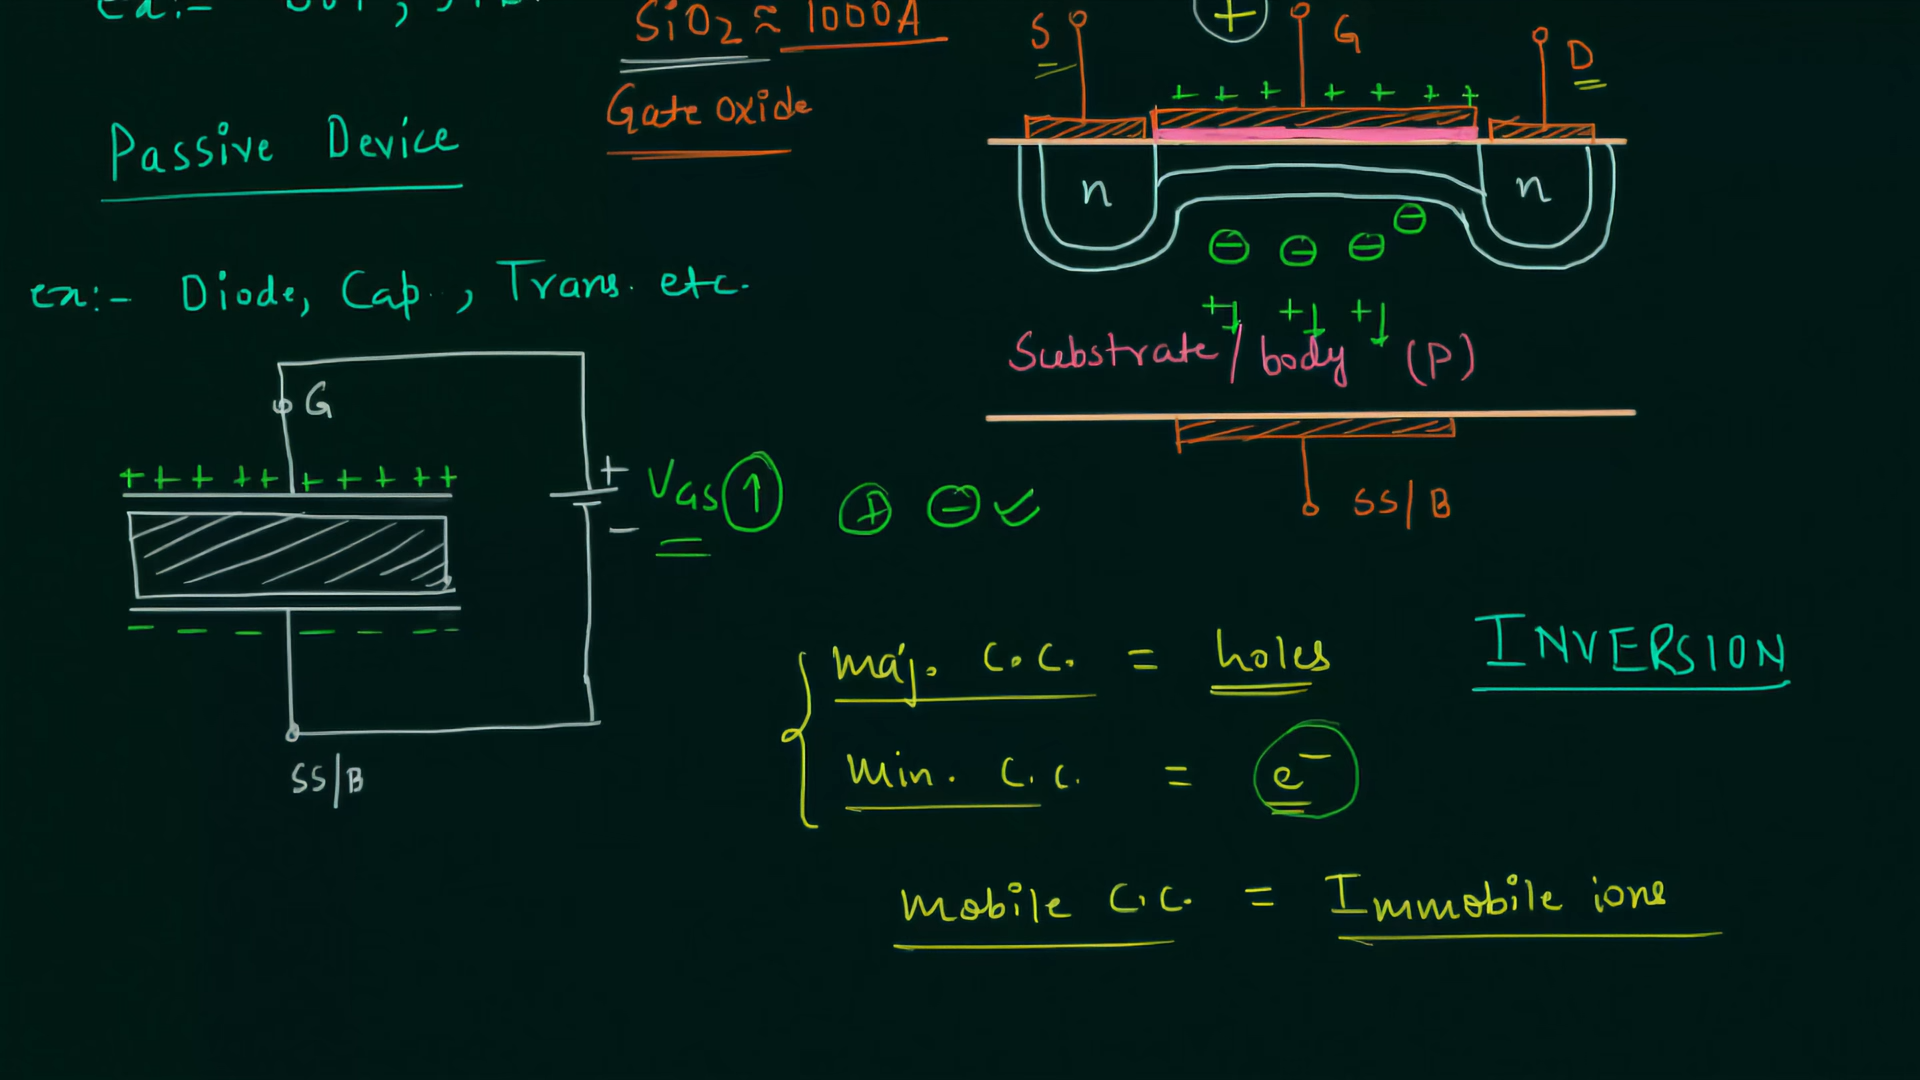 SiO2 ≈ 1000A
Gate oxide
Passive Device
ex:- Diode, Cap., Trans. etc.
G
+ + + + + + + + + +
+
VGS ↑ + - ✓
-
- - - - - - -
SS/B
S + G D
+ + + + + + +
n n
- - - -
+↓ +↓ +↓
Substrate/body (P)
SS/B
maj. c.c. = holes
INVERSION
min. c.c. = e-
mobile c.c. = Immobile ions